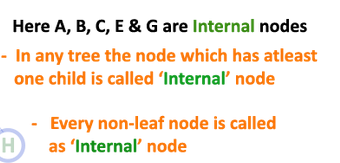 Here A, B, C, E & G are Internal nodes
- In any tree the node which has atleast
one child is called ‘Internal’ node
- Every non-leaf node is called
as ‘Internal’ node
H